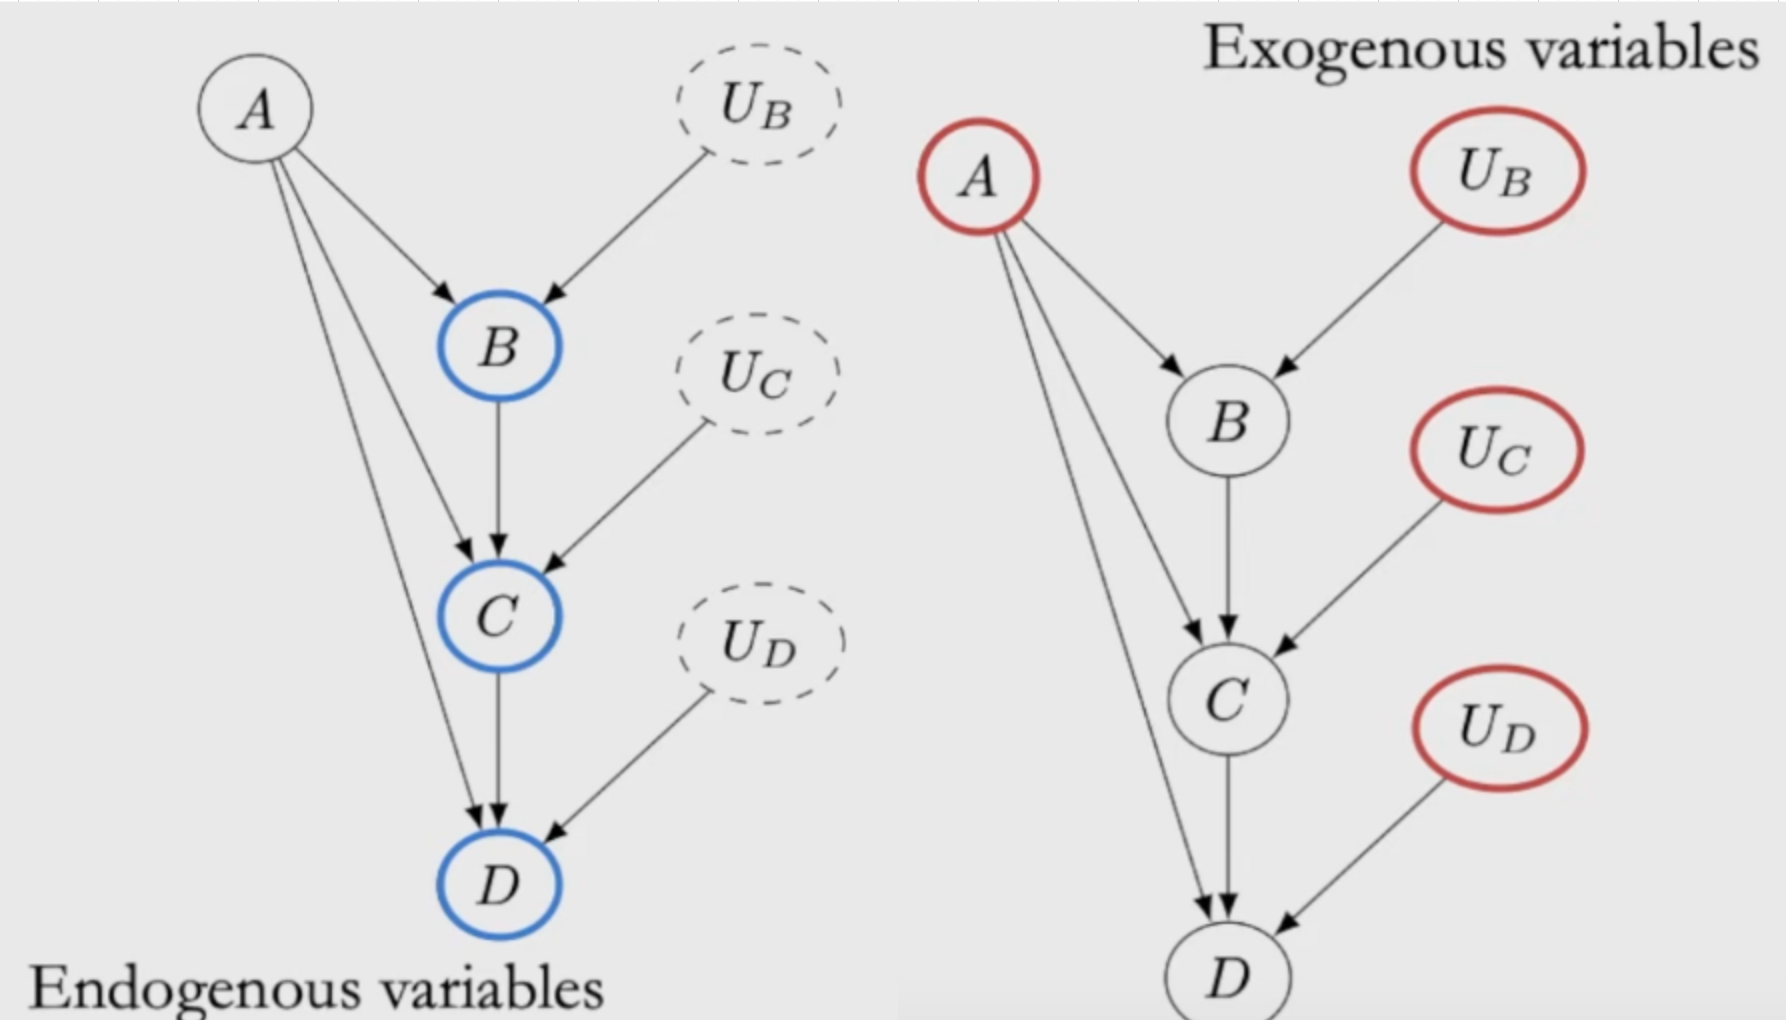 A
U_B
B
U_C
C
U_D
D
Endogenous variables
Exogenous variables
A
U_B
B
U_C
C
U_D
D